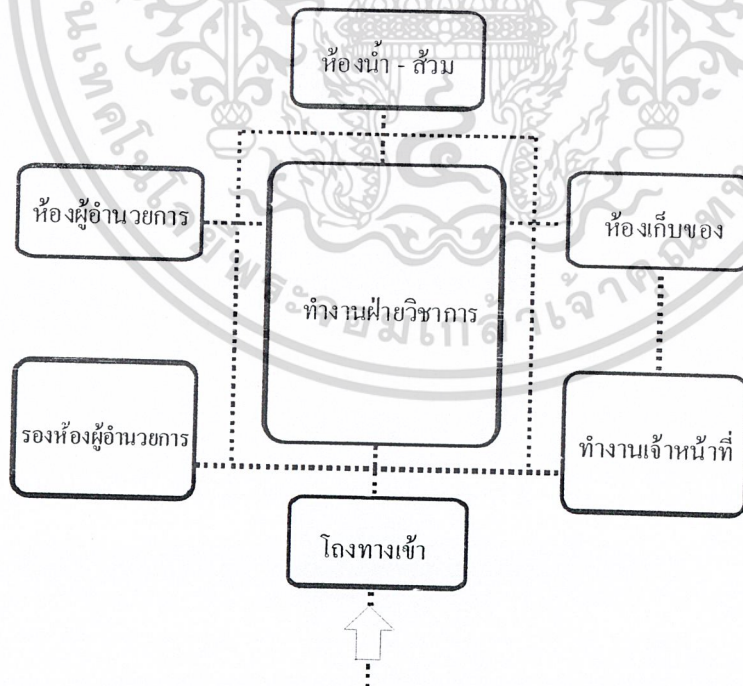 ห้องน้ำ - ส้วม
ห้องผู้อำนวยการ
ห้องเก็บของ
ทำงานฝ่ายวิชาการ
รองห้องผู้อำนวยการ
ทำงานเจ้าหน้าที่
โถงทางเข้า